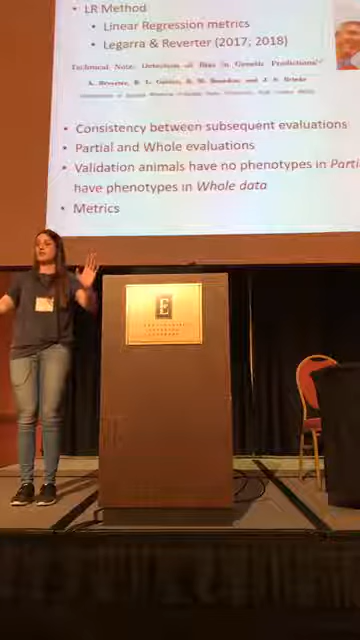 • LR Method
• Linear Regression metrics
• Legarra & Reverter (2017; 2018)
Technical Note: Detection of Bias in Genetic Predictions
• Consistency between subsequent evaluations
• Partial and Whole evaluations
• Validation animals have no phenotypes in Parti
have phenotypes in Whole data
• Metrics
E